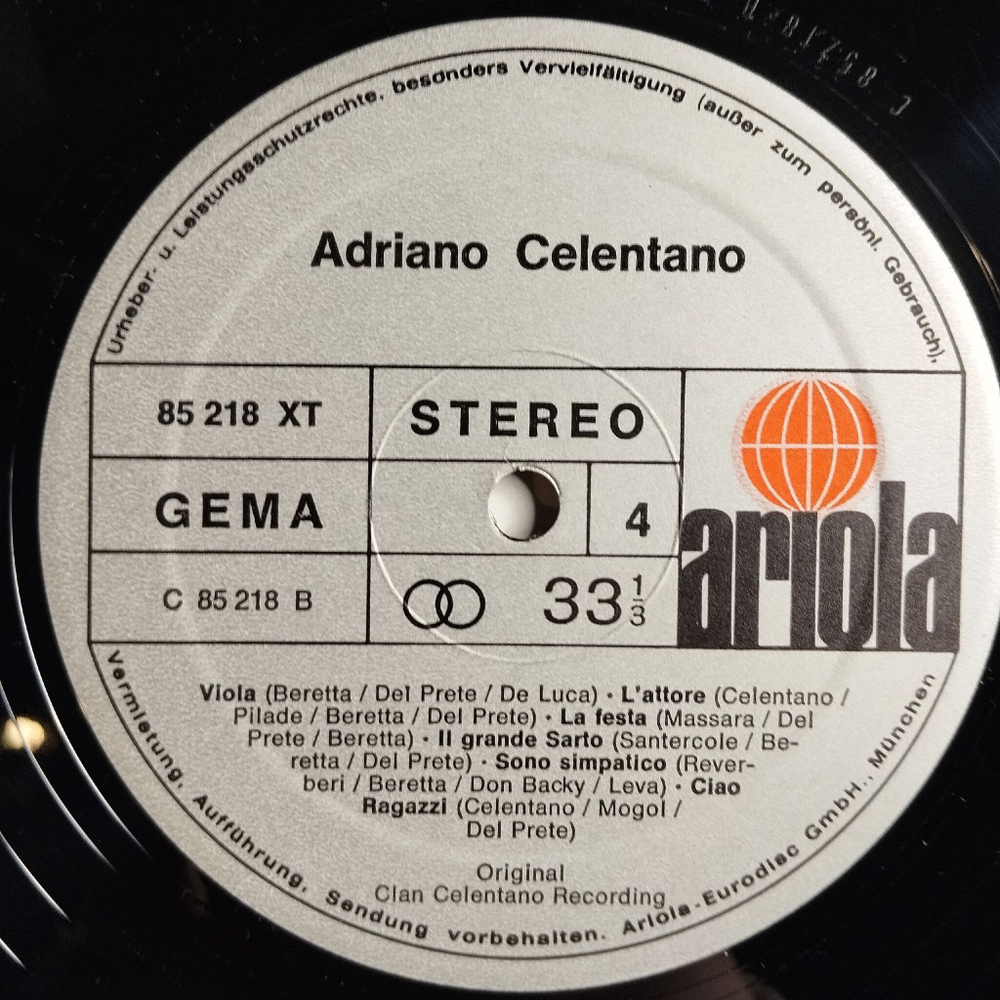 Urheber- u. Leistungsschutzrechte, besonders Vervielfältigung (außer zum persönl. Gebrauch),
Adriano Celentano
85 218 XT
STEREO
GEMA
4
ariola
C 85 218 B
33 1/3
Viola (Beretta / Del Prete / De Luca) · L'attore (Celentano /
Pilade / Beretta / Del Prete) · La festa (Massara / Del
Prete / Beretta) · Il grande Sarto (Santercole / Be-
retta / Del Prete) · Sono simpatico (Rever-
beri / Beretta / Don Backy / Leva) · Ciao
Ragazzi (Celentano / Mogol /
Del Prete)
Original
Clan Celentano Recording
Vermietung, Aufführung, Sendung vorbehalten. Ariola-Eurodisc GmbH., München